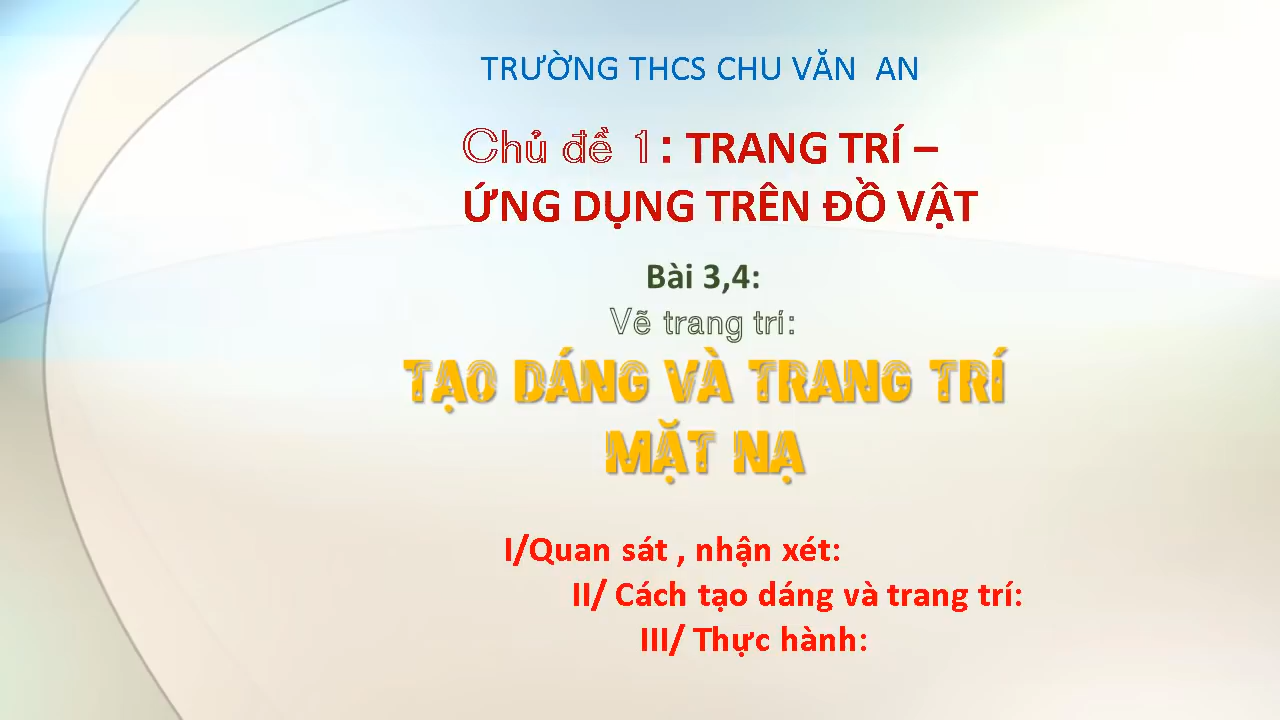 TRƯỜNG THCS CHU VĂN AN
Chủ đề 1: TRANG TRÍ –
ỨNG DỤNG TRÊN ĐỒ VẬT
Bài 3,4:
Vẽ trang trí:
TẠO DÁNG VÀ TRANG TRÍ
MẶT NẠ
I/Quan sát , nhận xét:
II/ Cách tạo dáng và trang trí:
III/ Thực hành: